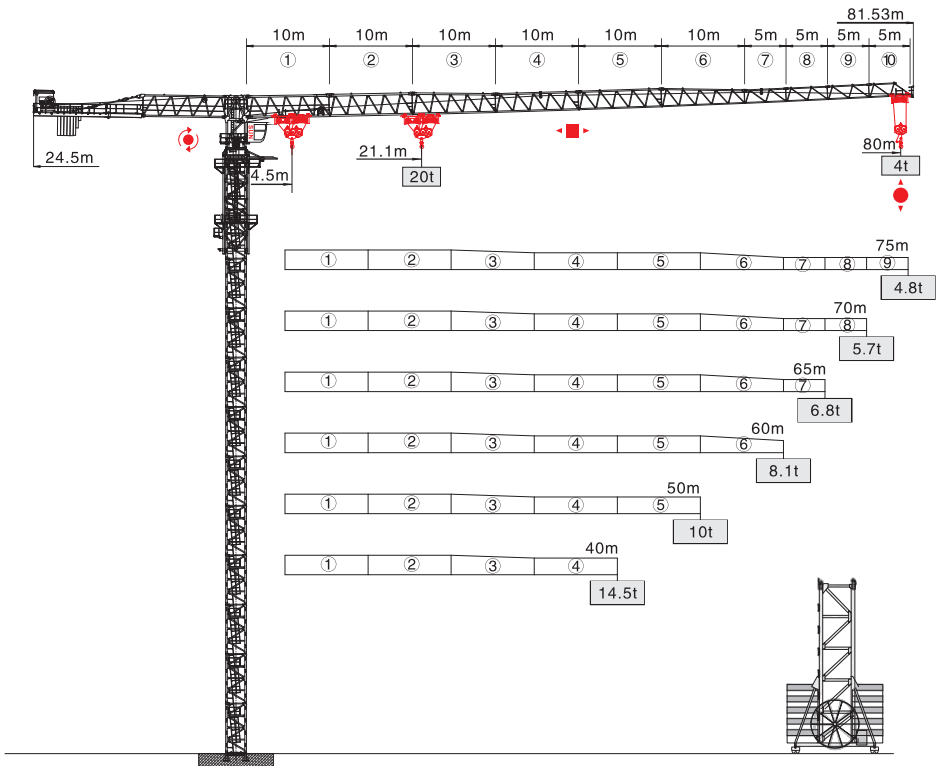 81.53m
10m 10m 10m 10m 10m 10m 5m 5m 5m 5m
① ② ③ ④ ⑤ ⑥ ⑦ ⑧ ⑨ ⑩
24.5m 4.5m 21.1m 80m
20t 4t
75m
① ② ③ ④ ⑤ ⑥ ⑦ ⑧ ⑨
4.8t
70m
① ② ③ ④ ⑤ ⑥ ⑦ ⑧
5.7t
65m
① ② ③ ④ ⑤ ⑥ ⑦
6.8t
60m
① ② ③ ④ ⑤ ⑥
8.1t
50m
① ② ③ ④ ⑤
10t
40m
① ② ③ ④
14.5t